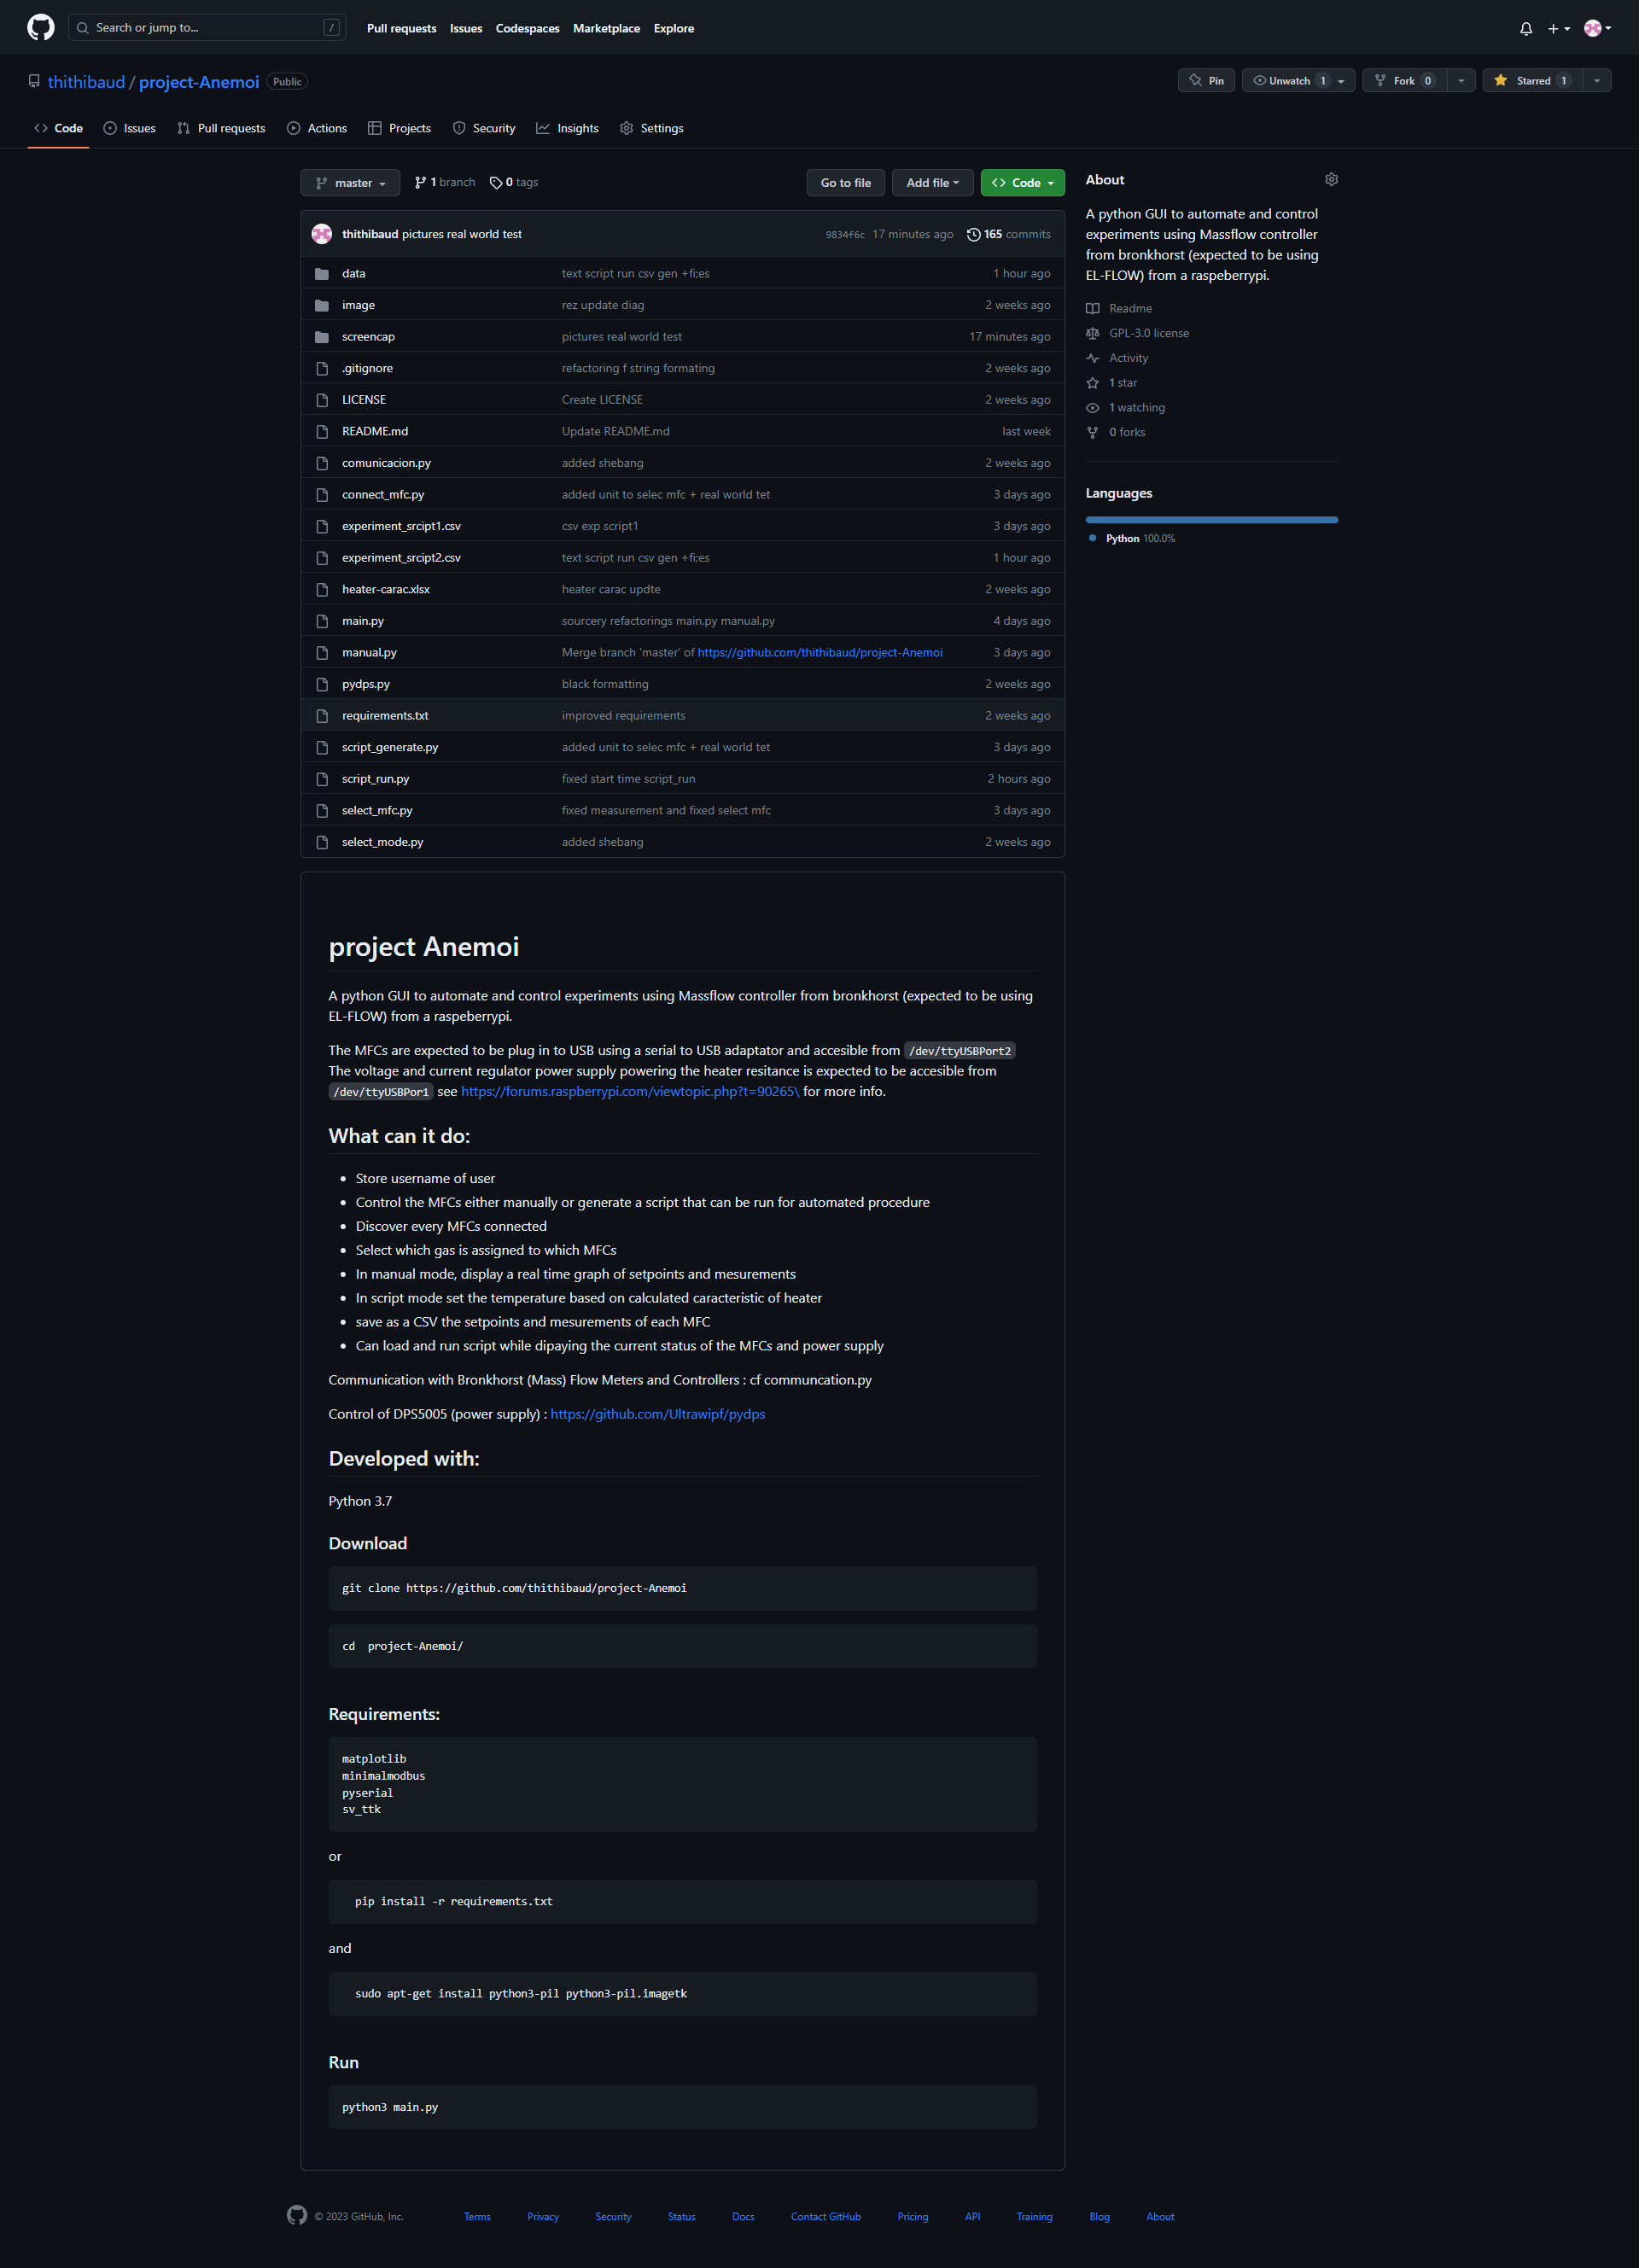 Search or jump to... /
Pull requests Issues Codespaces Marketplace Explore
thithibaud / project-Anemoi Public
Pin Unwatch 1 Fork 0 Starred 1
Code Issues Pull requests Actions Projects Security Insights Settings
master 1 branch 0 tags Go to file Add file Code
thithibaud pictures real world test 9834f6c 17 minutes ago 165 commits
data text script run csv gen +fi;es 1 hour ago
image rez update diag 2 weeks ago
screencap pictures real world test 17 minutes ago
.gitignore refactoring f string formating 2 weeks ago
LICENSE Create LICENSE 2 weeks ago
README.md Update README.md last week
comunicacion.py added shebang 2 weeks ago
connect_mfc.py added unit to selec mfc + real world tet 3 days ago
experiment_srcipt1.csv csv exp script1 3 days ago
experiment_srcipt2.csv text script run csv gen +fi;es 1 hour ago
heater-carac.xlsx heater carac updte 2 weeks ago
main.py sourcery refactorings main.py manual.py 4 days ago
manual.py Merge branch 'master' of https://github.com/thithibaud/project-Anemoi 3 days ago
pydps.py black formatting 2 weeks ago
requirements.txt improved requirements 2 weeks ago
script_generate.py added unit to selec mfc + real world tet 3 days ago
script_run.py fixed start time script_run 2 hours ago
select_mfc.py fixed measurement and fixed select mfc 3 days ago
select_mode.py added shebang 2 weeks ago
About
A python GUI to automate and control
experiments using Massflow controller
from bronkhorst (expected to be using
EL-FLOW) from a raspeberrypi.
Readme
GPL-3.0 license
Activity
1 star
1 watching
0 forks
Languages
Python 100.0%
project Anemoi
A python GUI to automate and control experiments using Massflow controller from bronkhorst (expected to be using
EL-FLOW) from a raspeberrypi.
The MFCs are expected to be plug in to USB using a serial to USB adaptator and accesible from /dev/ttyUSBPort2
The voltage and current regulator power supply powering the heater resitance is expected to be accesible from
/dev/ttyUSBPor1 see https://forums.raspberrypi.com/viewtopic.php?t=90265\ for more info.
What can it do:
• Store username of user
• Control the MFCs either manually or generate a script that can be run for automated procedure
• Discover every MFCs connected
• Select which gas is assigned to which MFCs
• In manual mode, display a real time graph of setpoints and mesurements
• In script mode set the temperature based on calculated caracteristic of heater
• save as a CSV the setpoints and mesurements of each MFC
• Can load and run script while dipaying the current status of the MFCs and power supply
Communication with Bronkhorst (Mass) Flow Meters and Controllers : cf communcation.py
Control of DPS5005 (power supply) : https://github.com/Ultrawipf/pydps
Developed with:
Python 3.7
Download
git clone https://github.com/thithibaud/project-Anemoi
cd  project-Anemoi/
Requirements:
matplotlib
minimalmodbus
pyserial
sv_ttk
or
pip install -r requirements.txt
and
sudo apt-get install python3-pil python3-pil.imagetk
Run
python3 main.py
© 2023 GitHub, Inc. Terms Privacy Security Status Docs Contact GitHub Pricing API Training Blog About